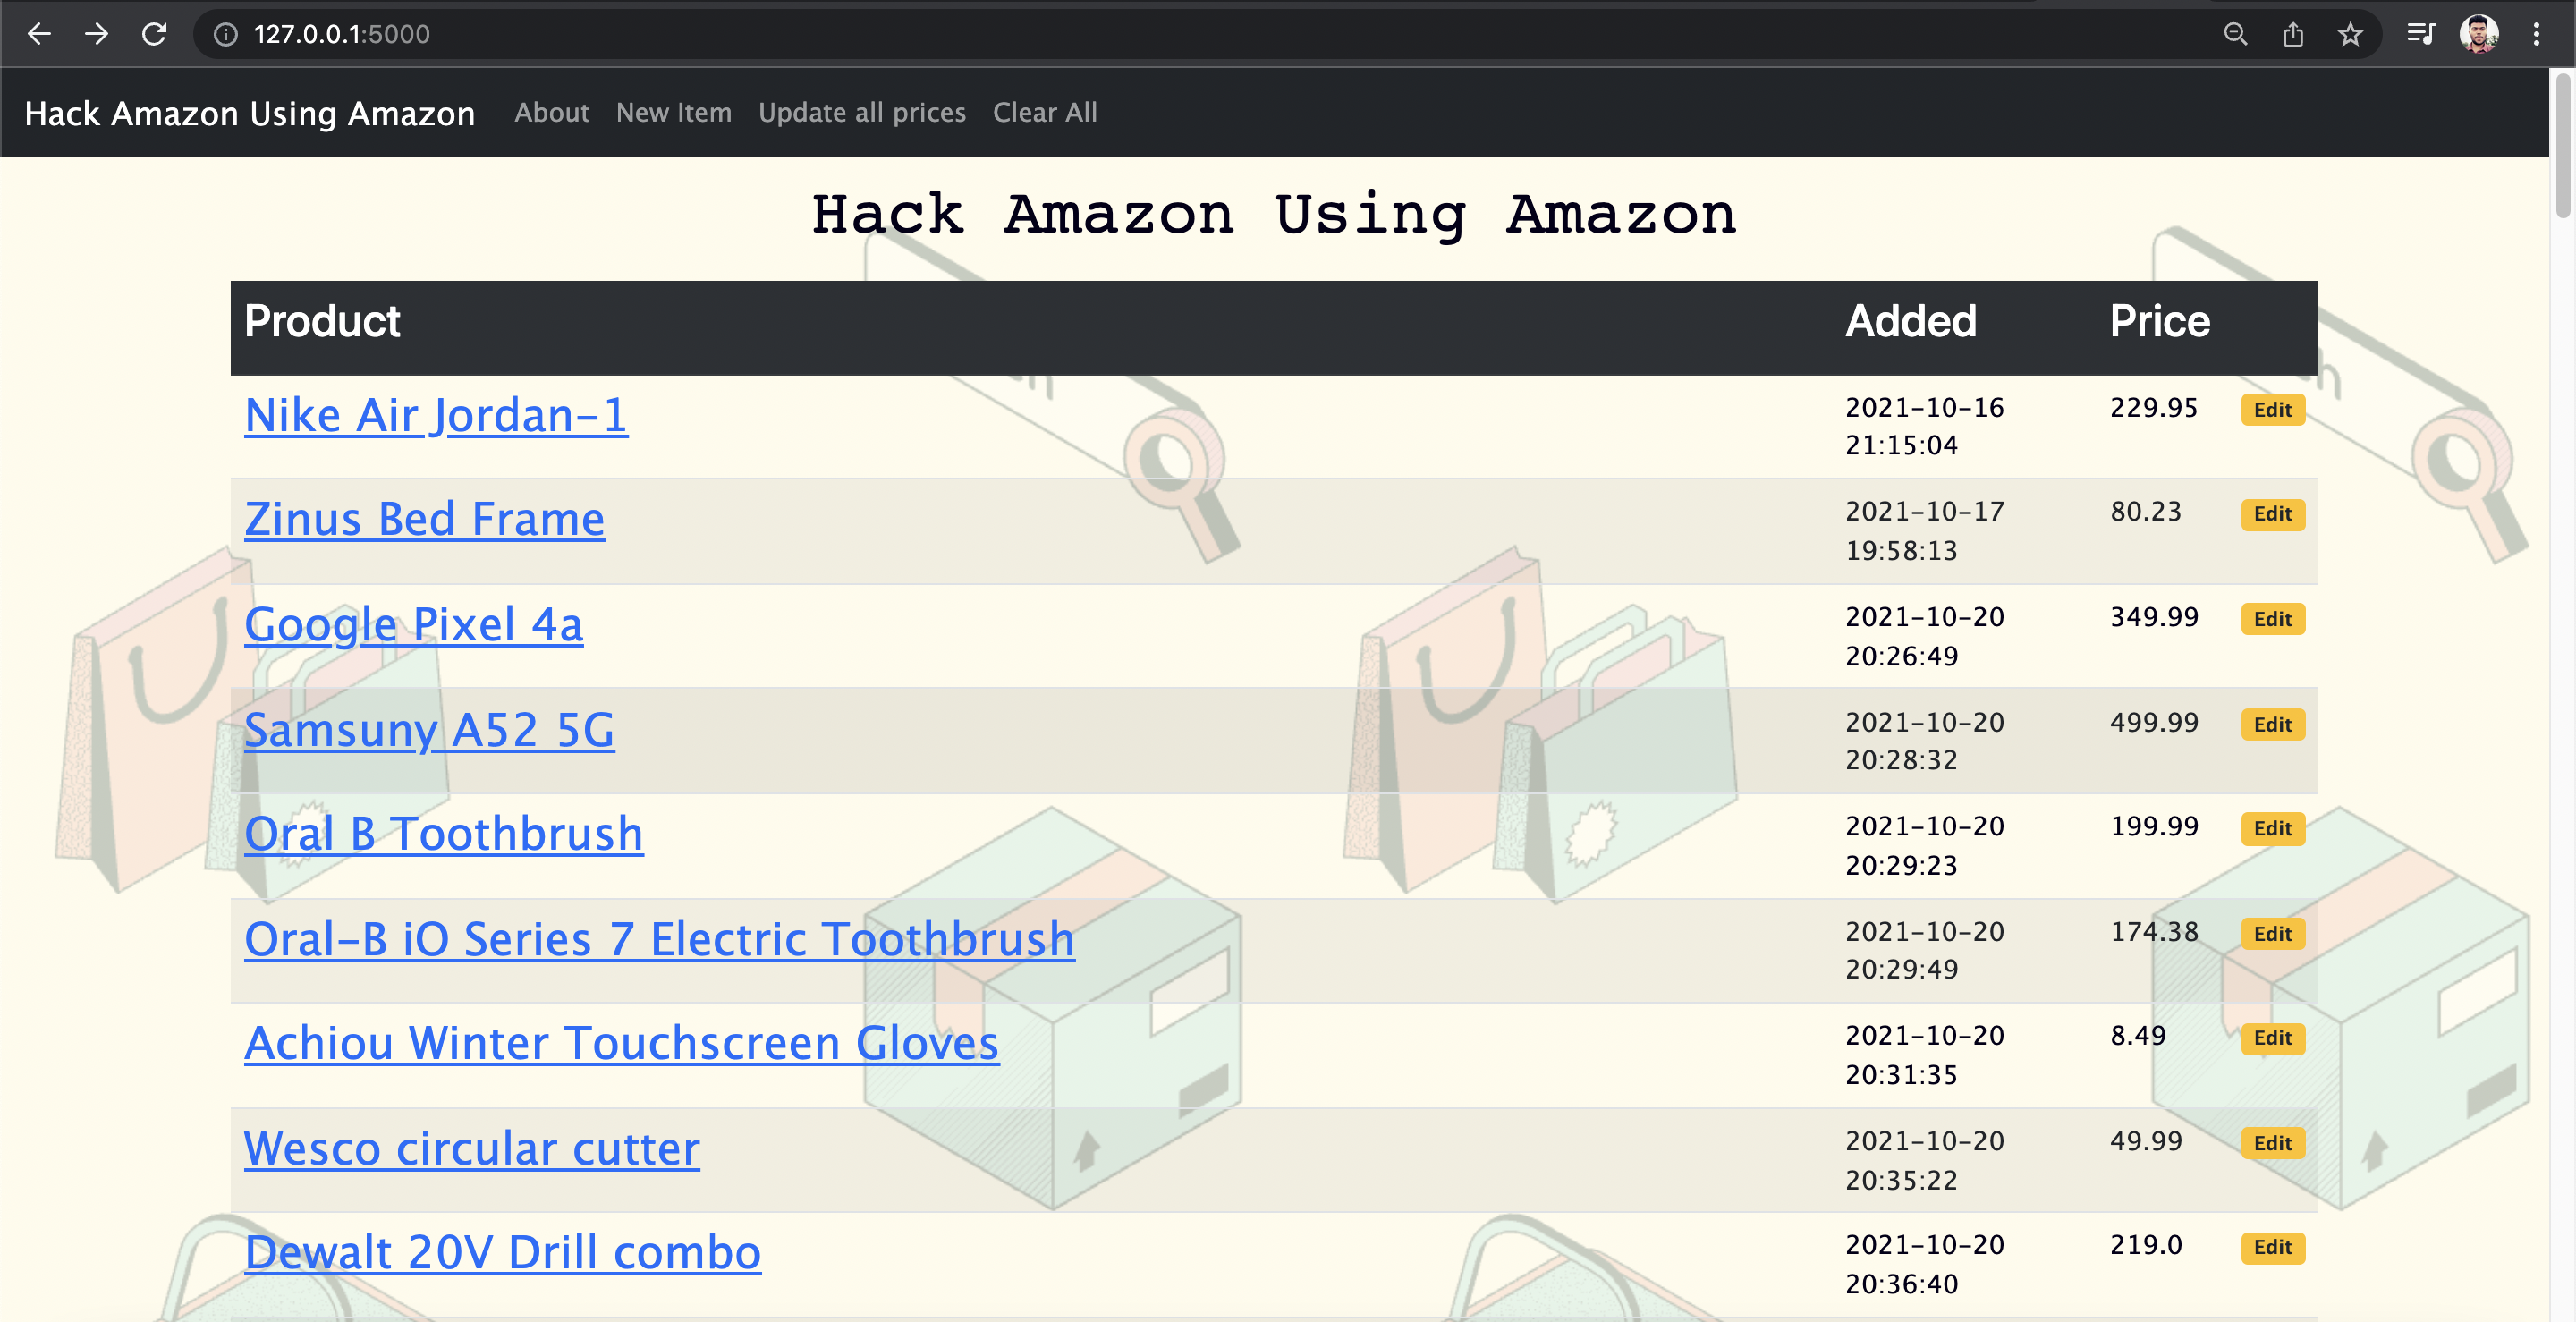 127.0.0.1:5000
Hack Amazon Using Amazon About New Item Update all prices Clear All
Hack Amazon Using Amazon
Product Added Price
Nike Air Jordan-1 2021-10-16 229.95 Edit
21:15:04
Zinus Bed Frame 2021-10-17 80.23 Edit
19:58:13
Google Pixel 4a 2021-10-20 349.99 Edit
20:26:49
Samsuny A52 5G 2021-10-20 499.99 Edit
20:28:32
Oral B Toothbrush 2021-10-20 199.99 Edit
20:29:23
Oral-B iO Series 7 Electric Toothbrush 2021-10-20 174.38 Edit
20:29:49
Achiou Winter Touchscreen Gloves 2021-10-20 8.49 Edit
20:31:35
Wesco circular cutter 2021-10-20 49.99 Edit
20:35:22
Dewalt 20V Drill combo 2021-10-20 219.0 Edit
20:36:40